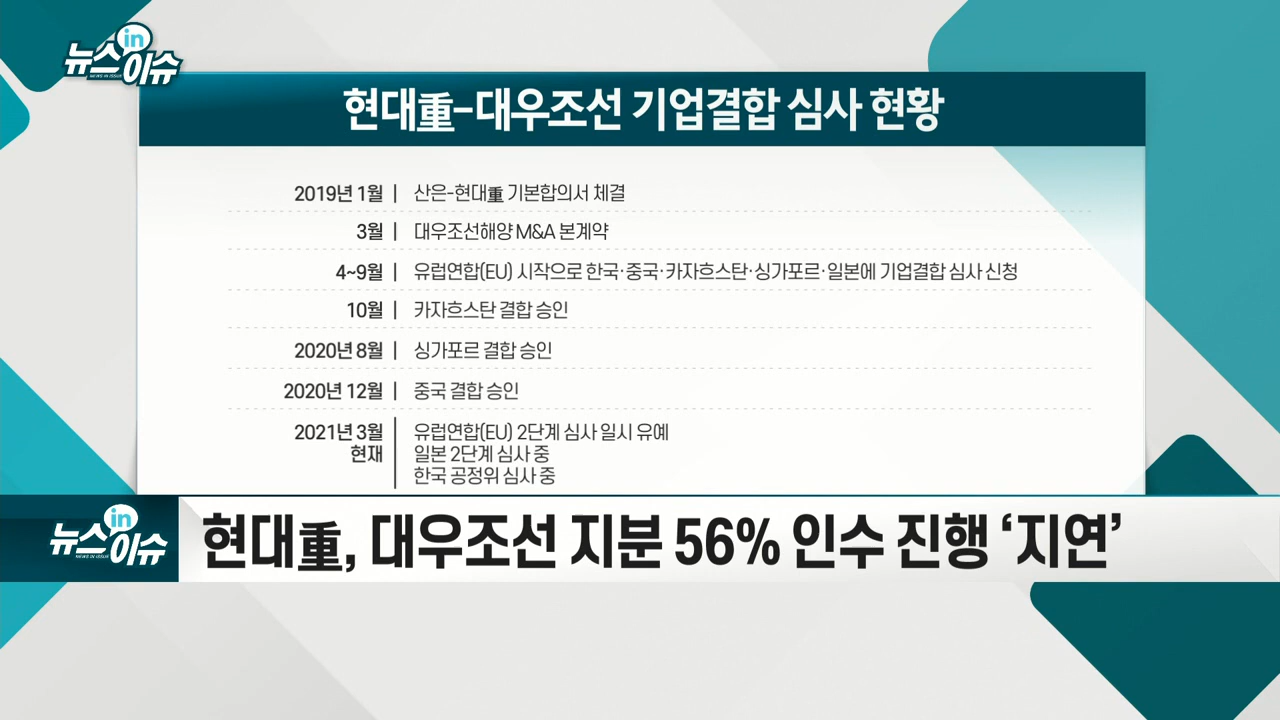 뉴스in이슈
NEWS IN ISSUE
현대重-대우조선 기업결합 심사 현황
2019년 1월 | 산은-현대重 기본합의서 체결
3월 | 대우조선해양 M&A 본계약
4~9월 | 유럽연합(EU) 시작으로 한국·중국·카자흐스탄·싱가포르·일본에 기업결합 심사 신청
10월 | 카자흐스탄 결합 승인
2020년 8월 | 싱가포르 결합 승인
2020년 12월 | 중국 결합 승인
2021년 3월 | 유럽연합(EU) 2단계 심사 일시 유예
현재 | 일본 2단계 심사 중
한국 공정위 심사 중
뉴스in이슈
NEWS IN ISSUE
현대重, 대우조선 지분 56% 인수 진행 ‘지연’